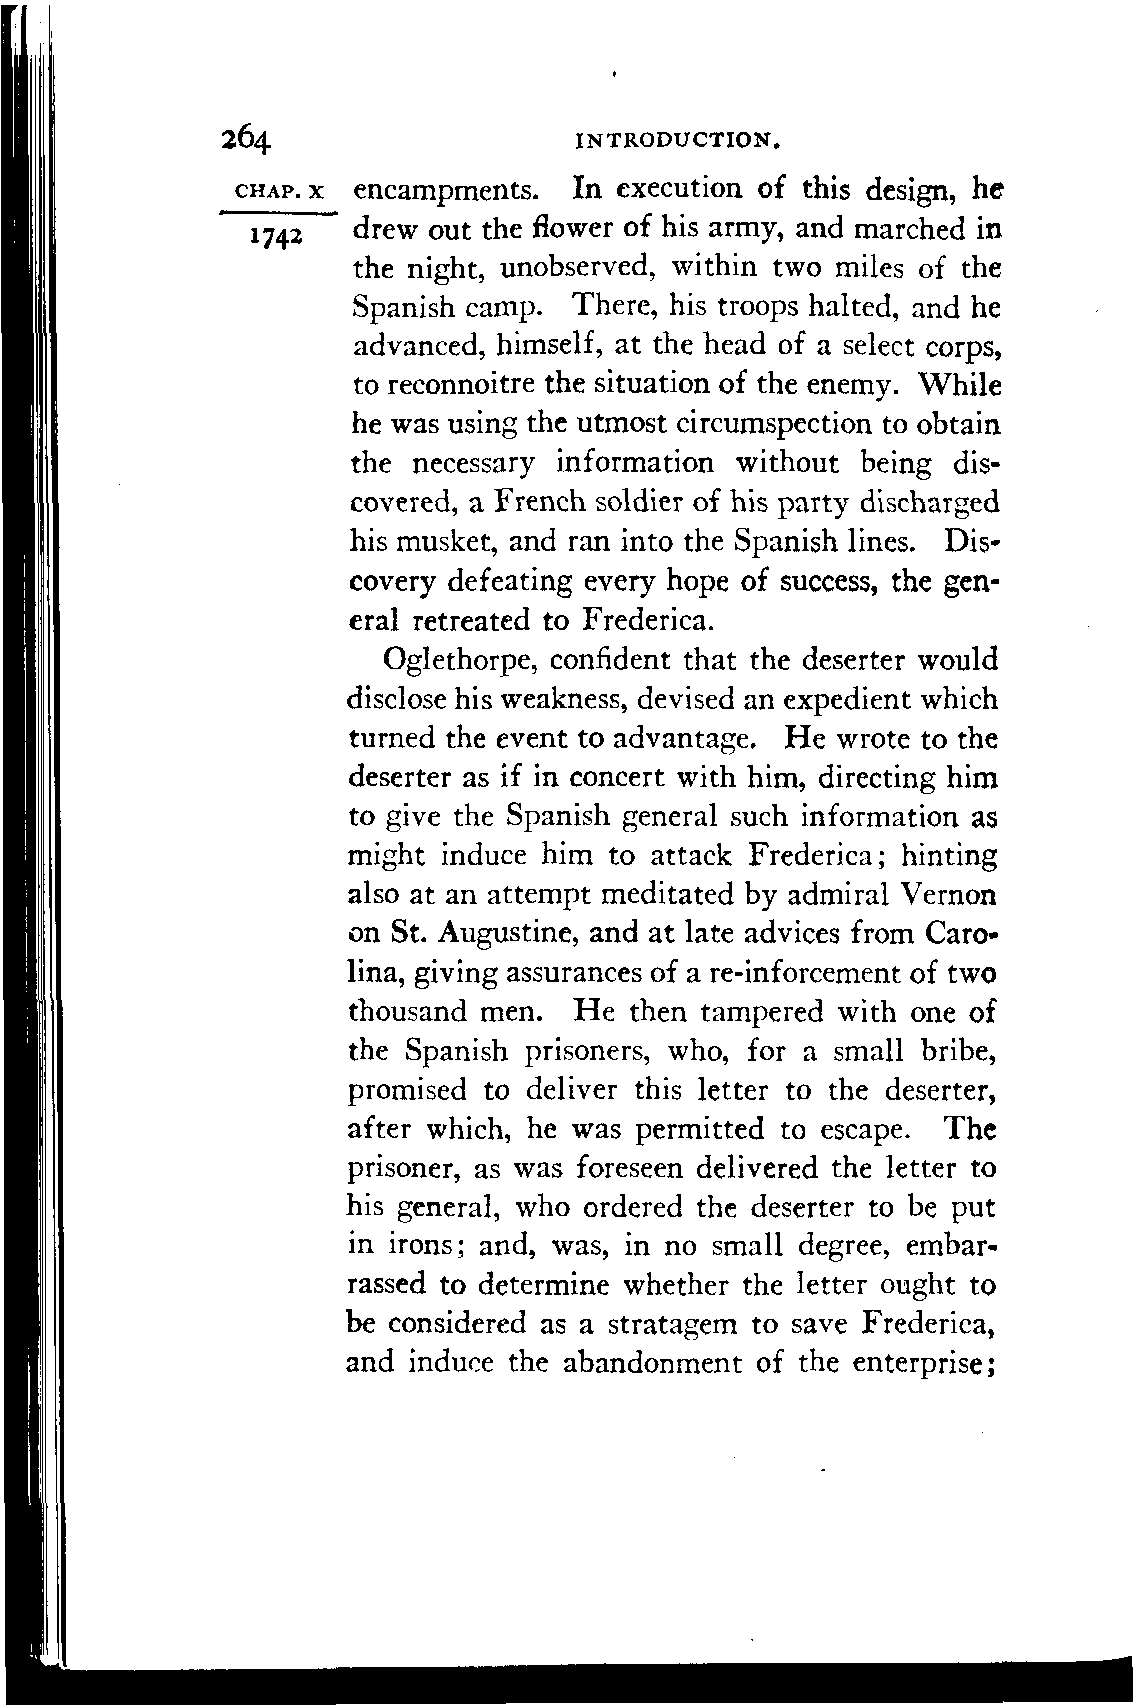 264 INTRODUCTION.
CHAP. X encampments. In execution of this design, he
1742 drew out the flower of his army, and marched in
the night, unobserved, within two miles of the
Spanish camp. There, his troops halted, and he
advanced, himself, at the head of a select corps,
to reconnoitre the situation of the enemy. While
he was using the utmost circumspection to obtain
the necessary information without being dis-
covered, a French soldier of his party discharged
his musket, and ran into the Spanish lines. Dis-
covery defeating every hope of success, the gen-
eral retreated to Frederica.
Oglethorpe, confident that the deserter would
disclose his weakness, devised an expedient which
turned the event to advantage. He wrote to the
deserter as if in concert with him, directing him
to give the Spanish general such information as
might induce him to attack Frederica; hinting
also at an attempt meditated by admiral Vernon
on St. Augustine, and at late advices from Caro-
lina, giving assurances of a re-inforcement of two
thousand men. He then tampered with one of
the Spanish prisoners, who, for a small bribe,
promised to deliver this letter to the deserter,
after which, he was permitted to escape. The
prisoner, as was foreseen delivered the letter to
his general, who ordered the deserter to be put
in irons; and, was, in no small degree, embar-
rassed to determine whether the letter ought to
be considered as a stratagem to save Frederica,
and induce the abandonment of the enterprise;